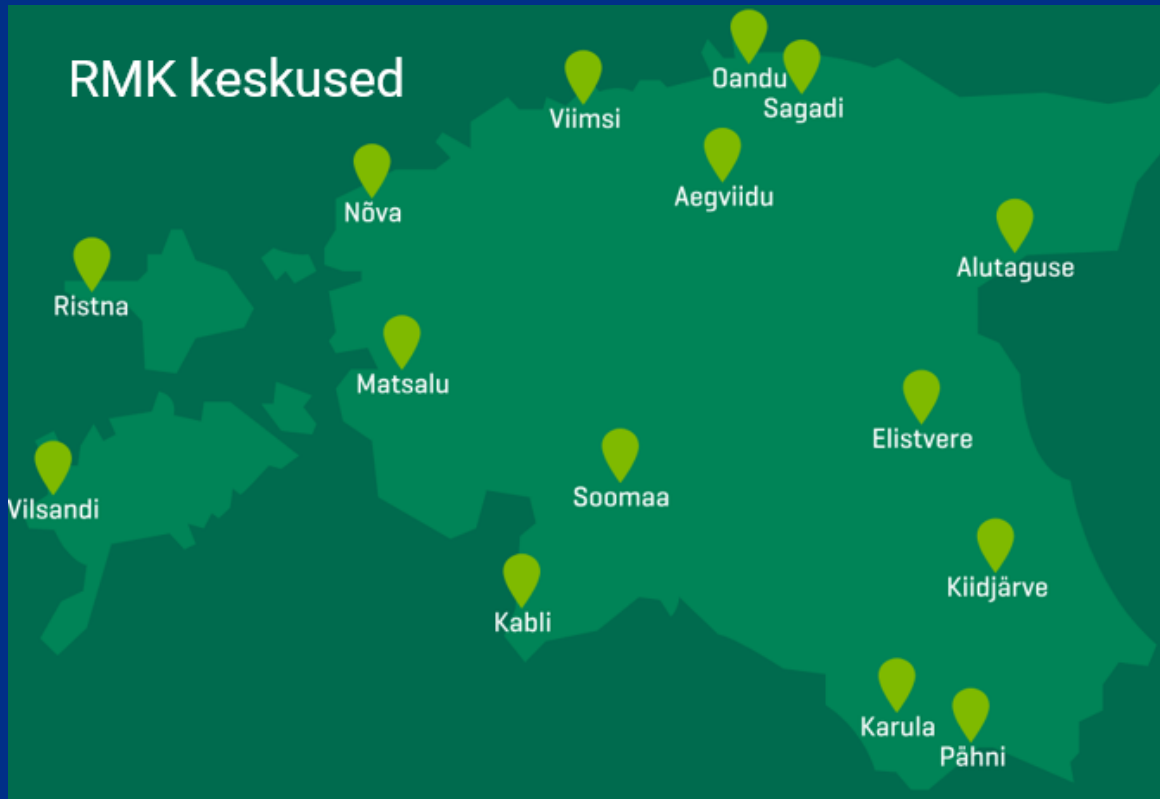 RMK keskused
Oandu
Sagadi
Viimsi
Aegviidu
Nõva
Alutaguse
Ristna
Matsalu
Elistvere
Soomaa
Vilsandi
Kiidjärve
Kabli
Karula
Pähni